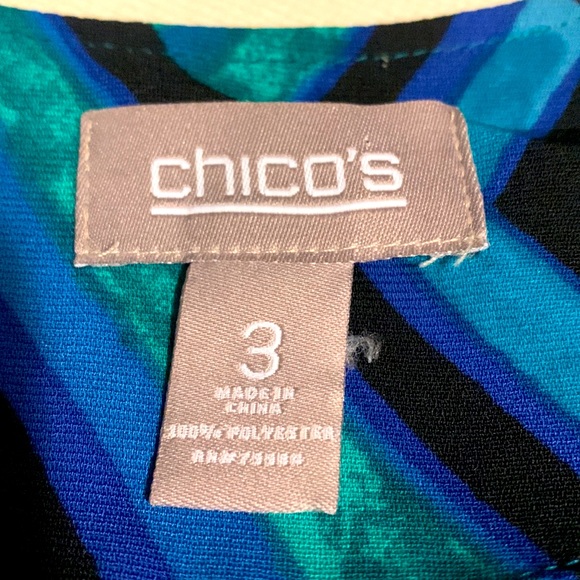 chico's
3
MADE IN
CHINA
100% POLYESTER